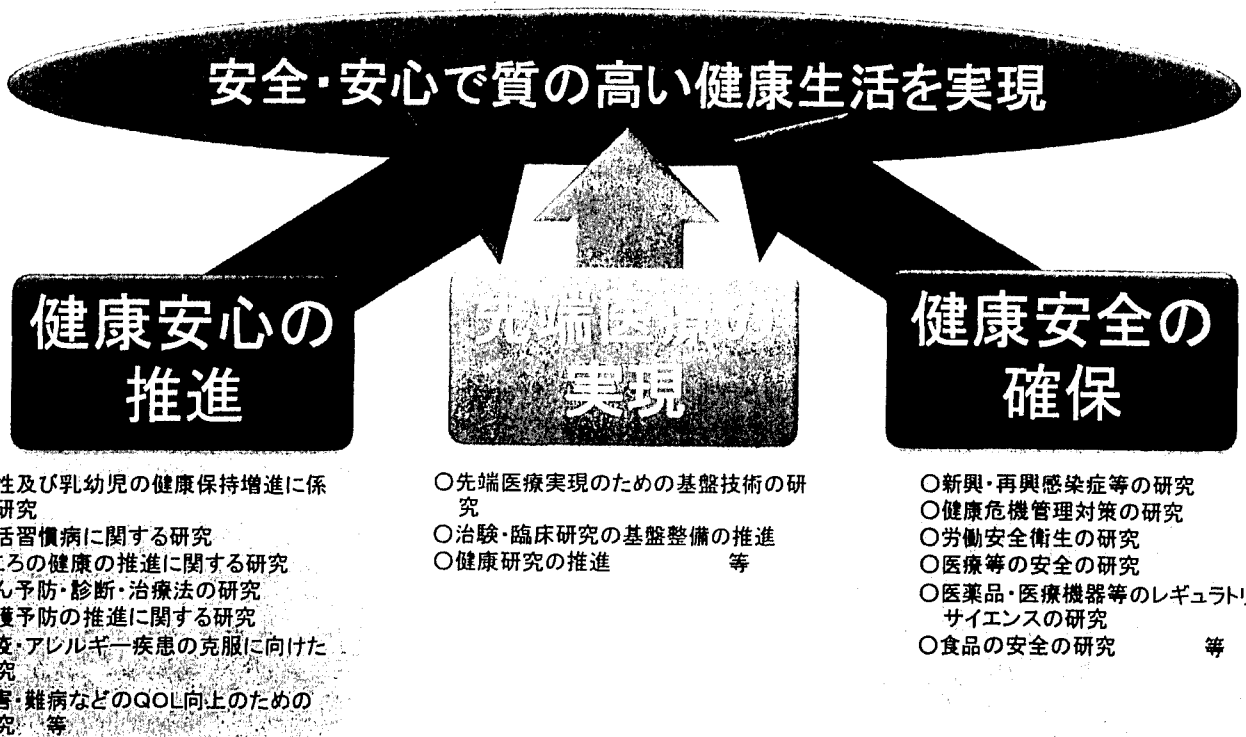 安全・安心で質の高い健康生活を実現
健康安心の
推進
性及び乳幼児の健康保持増進に係
研究
活習慣病に関する研究
ころの健康の推進に関する研究
ん予防・診断・治療法の研究
護予防の推進に関する研究
疫・アレルギー疾患の克服に向けた
究
害・難病などのQOL向上のための
究 等
先端医療の
実現
○先端医療実現のための基盤技術の研
究
○治験・臨床研究の基盤整備の推進
○健康研究の推進 等
健康安全の
確保
○新興・再興感染症等の研究
○健康危機管理対策の研究
○労働安全衛生の研究
○医療等の安全の研究
○医薬品・医療機器等のレギュラトリ
サイエンスの研究
○食品の安全の研究 等